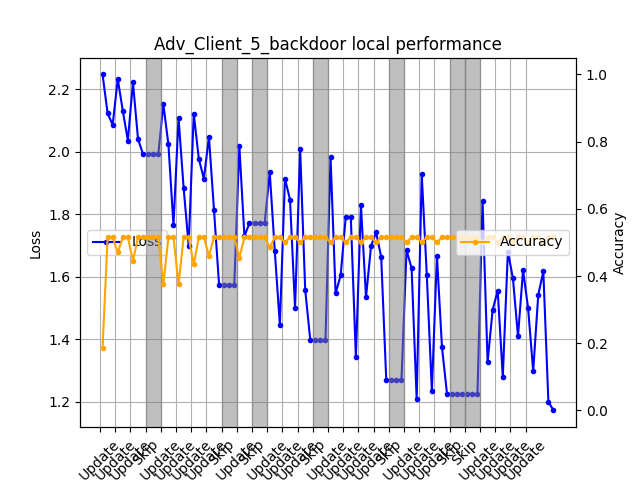 Adv_Client_5_backdoor local performance
2.2
2.0
1.8
1.6
1.4
1.2
Loss
Loss
Accuracy
1.0
0.8
0.6
0.4
0.2
0.0
Accuracy
Update
Update
Update
Skip
Update
Update
Update
Update
Skip
Update
Skip
Update
Update
Update
Skip
Update
Update
Update
Update
Skip
Update
Update
Update
Skip
Skip
Update
Update
Update
Update